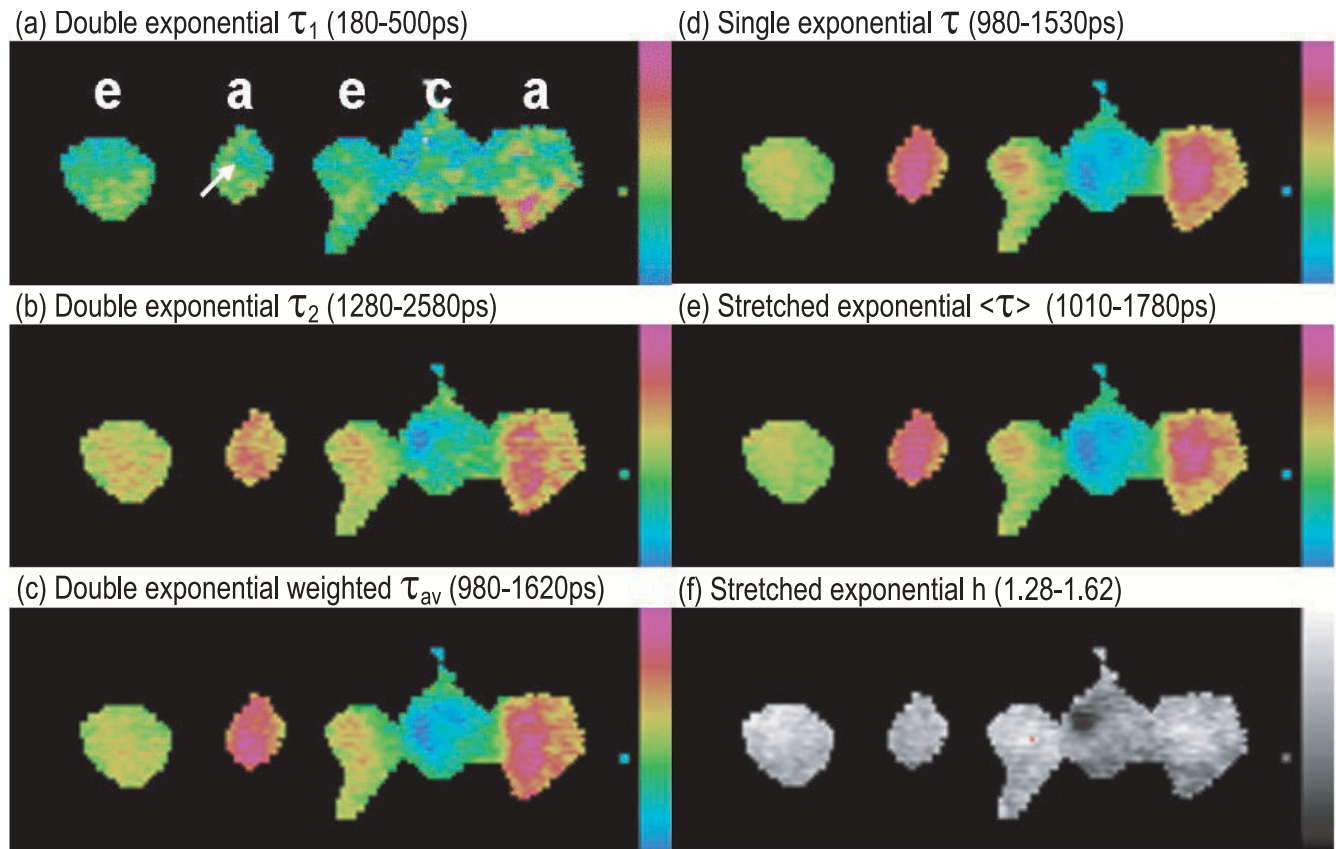 (a) Double exponential τ₁ (180-500ps)
e a e c a
(b) Double exponential τ₂ (1280-2580ps)
(c) Double exponential weighted τav (980-1620ps)
(d) Single exponential τ (980-1530ps)
(e) Stretched exponential <τ> (1010-1780ps)
(f) Stretched exponential h (1.28-1.62)